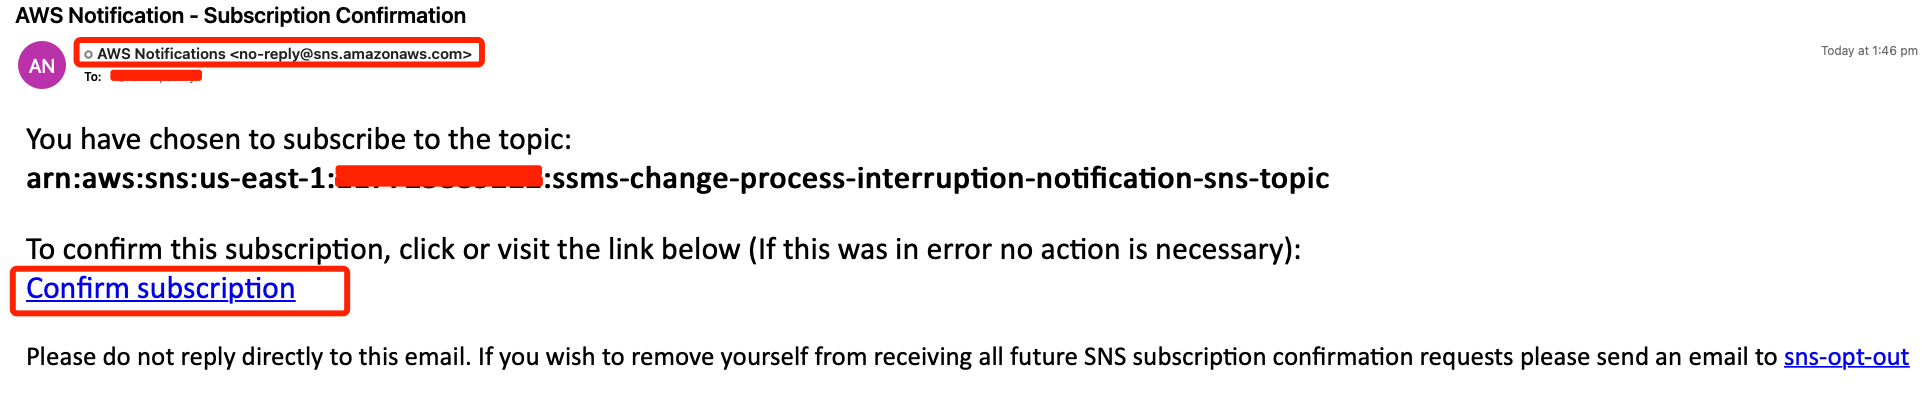 AWS Notification - Subscription Confirmation
AN
AWS Notifications <no-reply@sns.amazonaws.com>
Today at 1:46 pm
To:
You have chosen to subscribe to the topic:
arn:aws:sns:us-east-1: :ssms-change-process-interruption-notification-sns-topic
To confirm this subscription, click or visit the link below (If this was in error no action is necessary):
Confirm subscription
Please do not reply directly to this email. If you wish to remove yourself from receiving all future SNS subscription confirmation requests please send an email to sns-opt-out